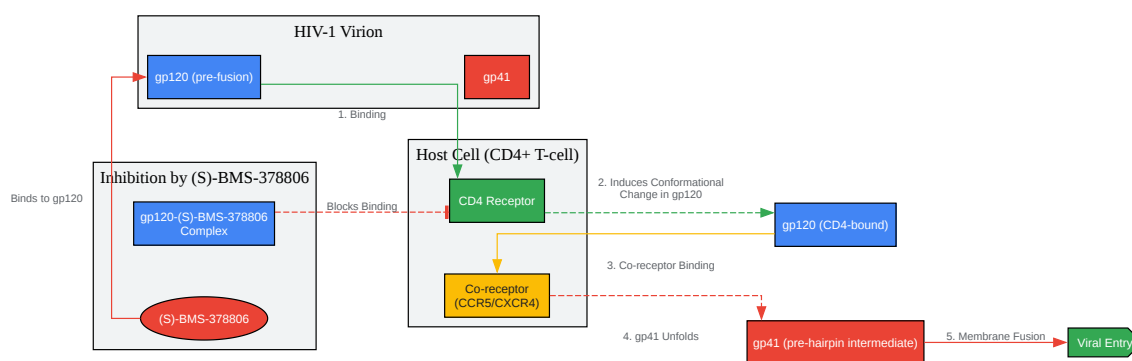 HIV-1 Virion
gp120 (pre-fusion)
gp41
1. Binding
Host Cell (CD4+ T-cell)
Inhibition by (S)-BMS-378806
Binds to gp120
gp120-(S)-BMS-378806
Complex
Blocks Binding
CD4 Receptor
2. Induces Conformational
Change in gp120
gp120 (CD4-bound)
3. Co-receptor Binding
Co-receptor
(CCR5/CXCR4)
(S)-BMS-378806
4. gp41 Unfolds
gp41 (pre-hairpin intermediate)
5. Membrane Fusion
Viral Entry